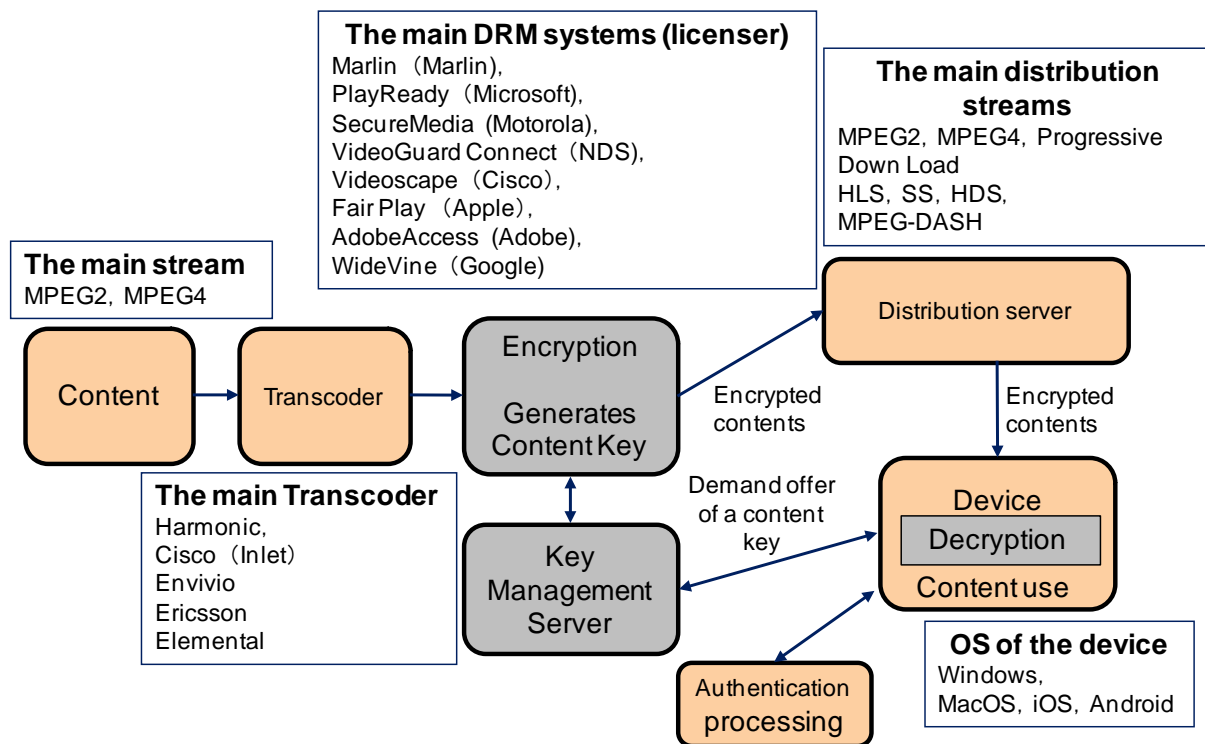 The main DRM systems (licenser)
Marlin （Marlin),
PlayReady（Microsoft),
SecureMedia (Motorola),
VideoGuard Connect（NDS),
Videoscape（Cisco）,
Fair Play （Apple）,
AdobeAccess (Adobe),
WideVine（Google)
The main distribution
streams
MPEG2, MPEG4, Progressive
Down Load
HLS, SS, HDS,
MPEG-DASH
The main stream
MPEG2, MPEG4
Content
Transcoder
Encryption
Generates
Content Key
Distribution server
Encrypted
contents
Encrypted
contents
The main Transcoder
Harmonic,
Cisco（Inlet）
Envivio
Ericsson
Elemental
Key
Management
Server
Demand offer
of a content
key
Device
Decryption
Content use
Authentication
processing
OS of the device
Windows,
MacOS, iOS, Android